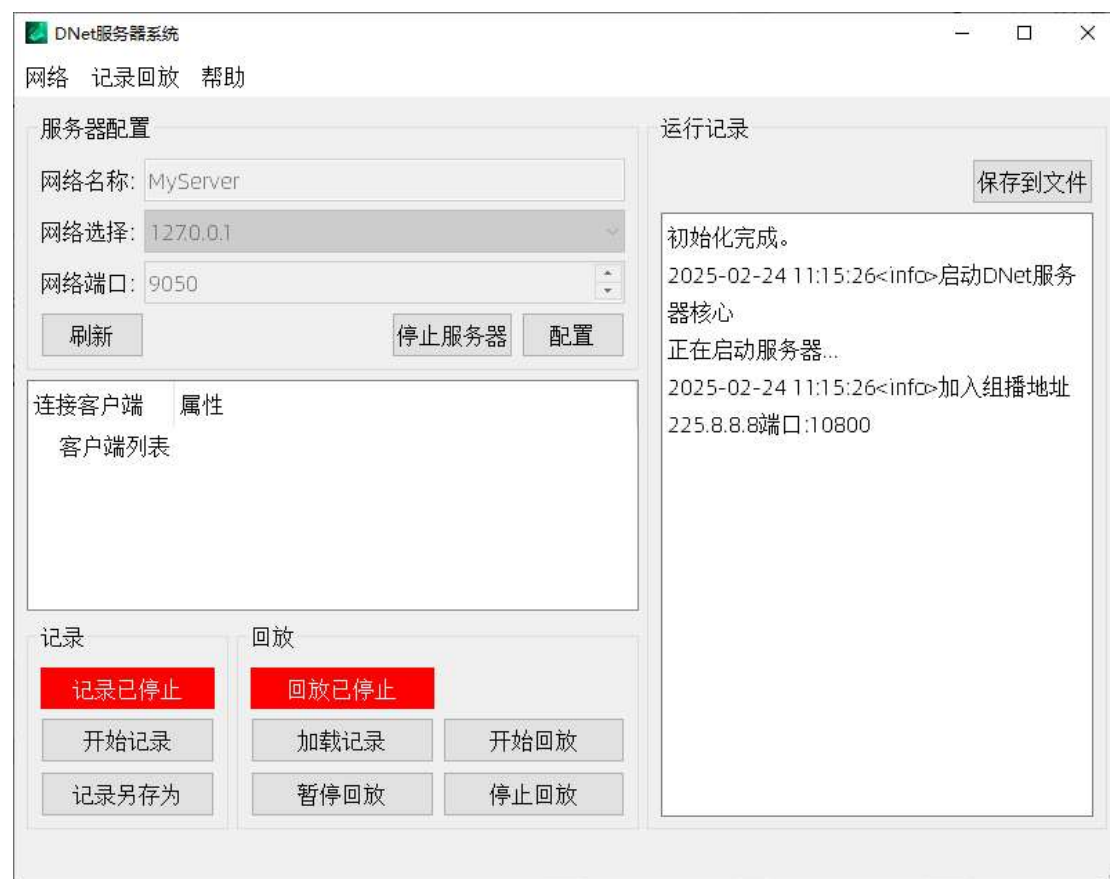 DNet服务器系统
网络 记录回放 帮助
服务器配置
网络名称: MyServer
网络选择: 127.0.0.1
网络端口: 9050
刷新 停止服务器 配置
连接客户端 属性
客户端列表
记录
记录已停止
开始记录
记录另存为
回放
回放已停止
加载记录 开始回放
暂停回放 停止回放
运行记录
保存到文件
初始化完成。
2025-02-24 11:15:26<info>启动DNet服务
器核心
正在启动服务器...
2025-02-24 11:15:26<info>加入组播地址
225.8.8.8端口:10800